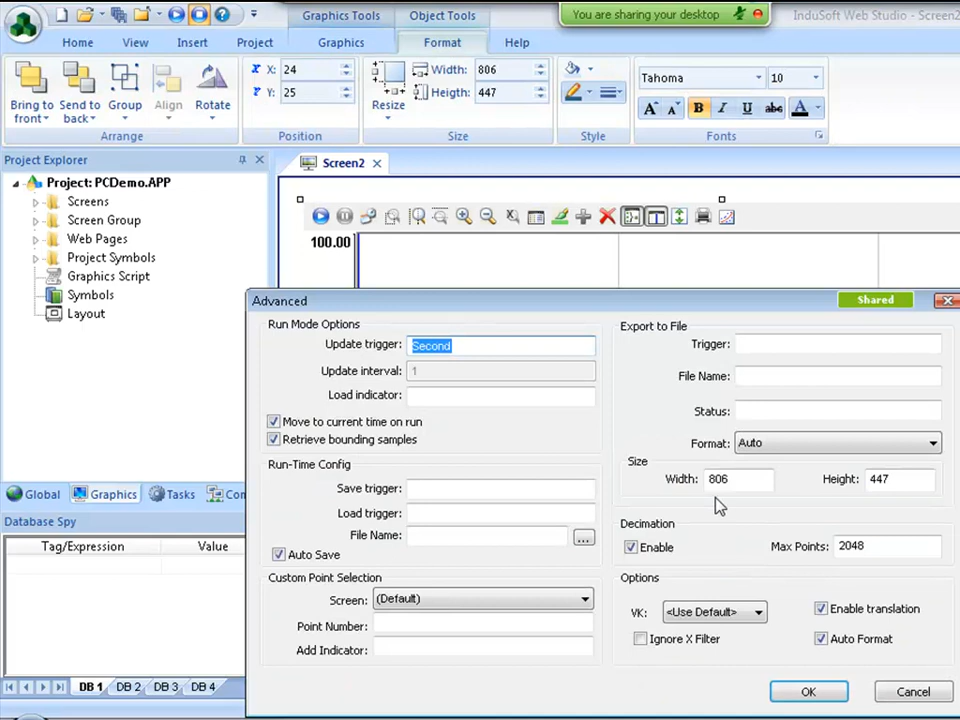 Graphics Tools
Object Tools
You are sharing your desktop
InduSoft Web Studio - Screen2
Home
View
Insert
Project
Graphics
Format
Help
Bring to front
Send to back
Group
Align
Rotate
Arrange
X: 24
Y: 25
Position
Resize
Width: 806
Heigth: 447
Size
Style
Tahoma
10
A A B I U abc A
Fonts
Project Explorer
Project: PCDemo.APP
Screens
Screen Group
Web Pages
Project Symbols
Graphics Script
Symbols
Layout
Global
Graphics
Tasks
Com
Database Spy
Tag/Expression
Value
DB 1
DB 2
DB 3
DB 4
Screen2
100.00
Advanced
Shared
Run Mode Options
Update trigger: Second
Update interval: 1
Load indicator:
Move to current time on run
Retrieve bounding samples
Run-Time Config
Save trigger:
Load trigger:
File Name:
...
Auto Save
Custom Point Selection
Screen: (Default)
Point Number:
Add Indicator:
Export to File
Trigger:
File Name:
Status:
Format: Auto
Size
Width: 806
Height: 447
Decimation
Enable
Max Points: 2048
Options
VK: <Use Default>
Enable translation
Ignore X Filter
Auto Format
OK
Cancel